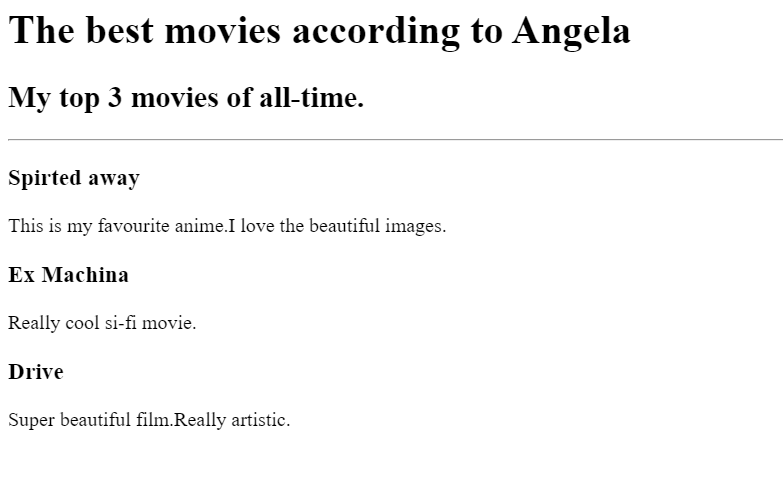 The best movies according to Angela
My top 3 movies of all-time.
Spirted away
This is my favourite anime.I love the beautiful images.
Ex Machina
Really cool si-fi movie.
Drive
Super beautiful film.Really artistic.